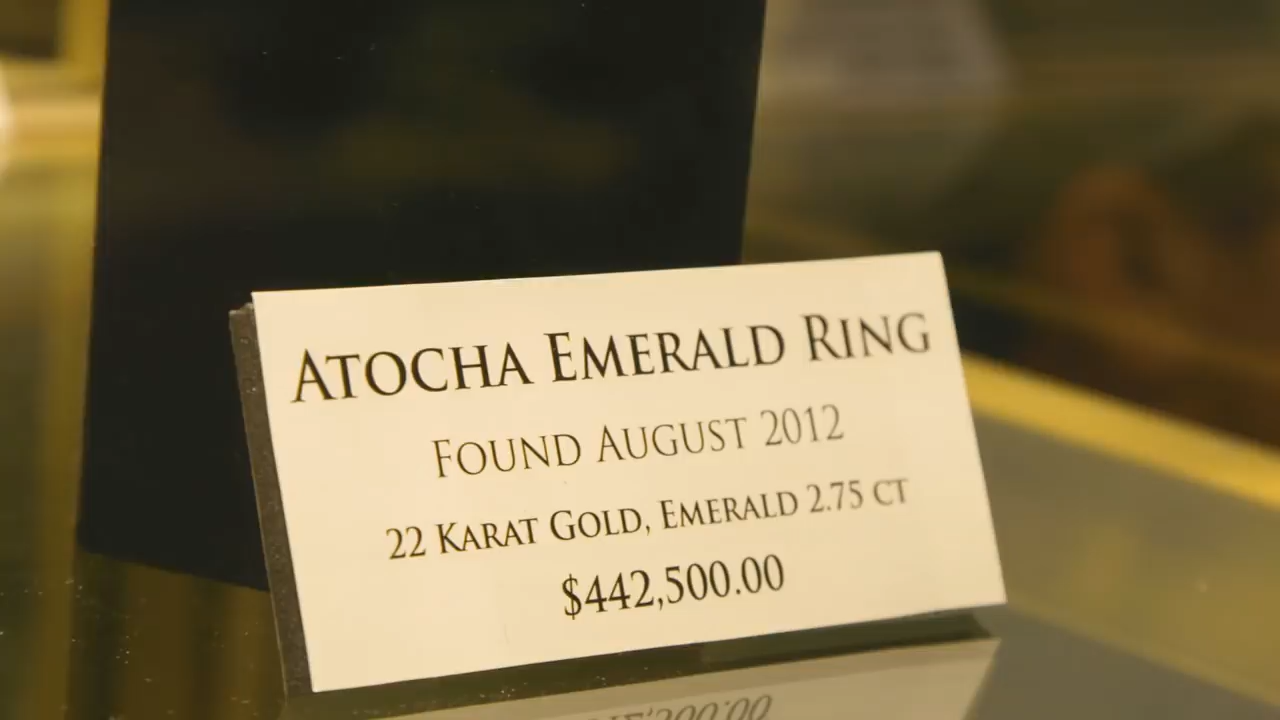 ATOCHA EMERALD RING
FOUND AUGUST 2012
22 KARAT GOLD, EMERALD 2.75 CT
$442,500.00